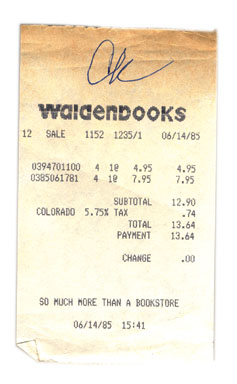 WaldenBooks
12 SALE 1152 1235/1 06/14/85
0394701100 4 1@ 4.95 4.95
0385061781 4 1@ 7.95 7.95
SUBTOTAL 12.90
COLORADO 5.75% TAX .74
TOTAL 13.64
PAYMENT 13.64
CHANGE .00
SO MUCH MORE THAN A BOOKSTORE
06/14/85 15:41